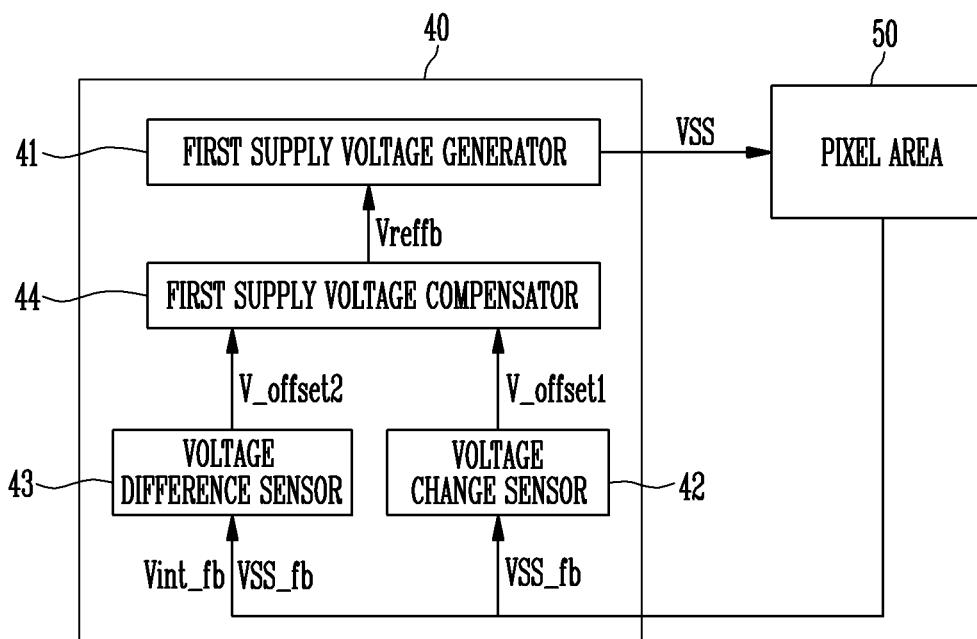 40
50
41
FIRST SUPPLY VOLTAGE GENERATOR
VSS
PIXEL AREA
Vreffb
44
FIRST SUPPLY VOLTAGE COMPENSATOR
V_offset2
V_offset1
43
VOLTAGE
DIFFERENCE SENSOR
VOLTAGE
CHANGE SENSOR
42
Vint_fb
VSS_fb
VSS_fb